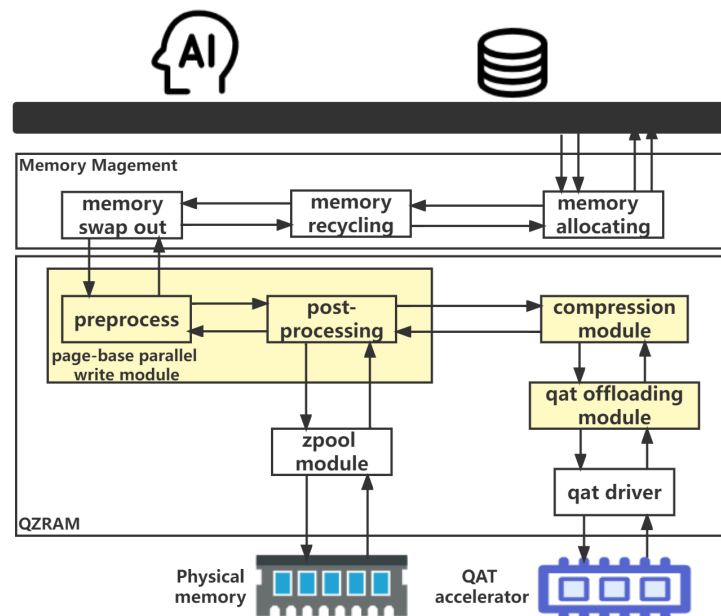 AI
Memory Magement
memory
swap out
memory
recycling
memory
allocating
preprocess
post-
processing
compression
module
page-base parallel
write module
qat offloading
module
zpool
module
qat driver
QZRAM
Physical
memory
QAT
accelerator